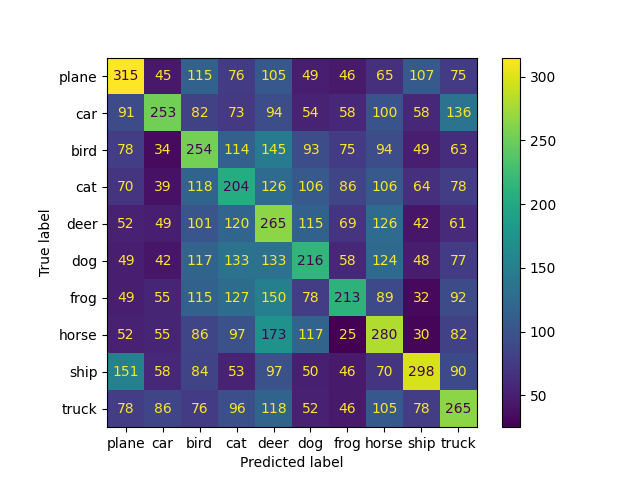 plane 315 45 115 76 105 49 46 65 107 75
car 91 253 82 73 94 54 58 100 58 136
bird 78 34 254 114 145 93 75 94 49 63
cat 70 39 118 204 126 106 86 106 64 78
deer 52 49 101 120 265 115 69 126 42 61
dog 49 42 117 133 133 216 58 124 48 77
frog 49 55 115 127 150 78 213 89 32 92
horse 52 55 86 97 173 117 25 280 30 82
ship 151 58 84 53 97 50 46 70 298 90
truck 78 86 76 96 118 52 46 105 78 265
plane car bird cat deer dog frog horse ship truck
Predicted label
True label
300
250
200
150
100
50